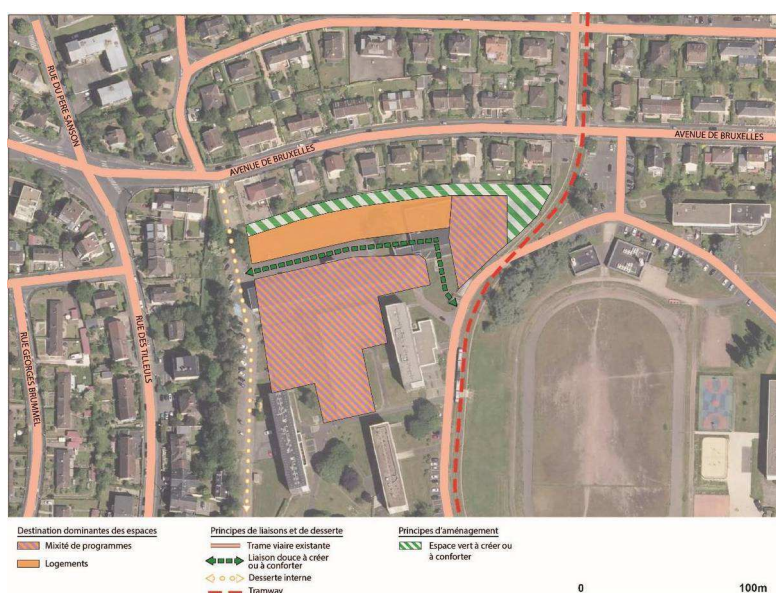 RUE DU PERE SANSON
AVENUE DE BRUXELLES
AVENUE DE BRUXELLES
RUE GEORGES BRUMMEL
RUE DES TILLEULS
Destination dominantes des espaces
Mixité de programmes
Logements
Principes de liaisons et de desserte
Trame viaire existante
Liaison douce à créer
ou à conforter
Desserte interne
Tramway
Principes d'aménagement
Espace vert à créer ou
à conforter
0
100m